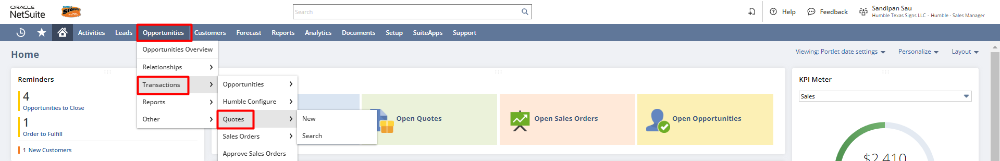 ORACLE
NetSuite
SIGNS
Search
Help
Feedback
Sandipan Sau
Humble Texas Signs LLC - Humble - Sales Manager
Activities
Leads
Opportunities
Customers
Forecast
Reports
Analytics
Documents
Setup
SuiteApps
Support
Home
Viewing: Portlet date settings
Personalize
Layout
Opportunities Overview
Relationships
Transactions
Reports
Other
Opportunities
Humble Configure
Quotes
Sales Orders
Approve Sales Orders
New
Search
Reminders
4
Opportunities to Close
1
Order to Fulfill
1 New Customers
Open Quotes
Open Sales Orders
Open Opportunities
KPI Meter
Sales
$2,410